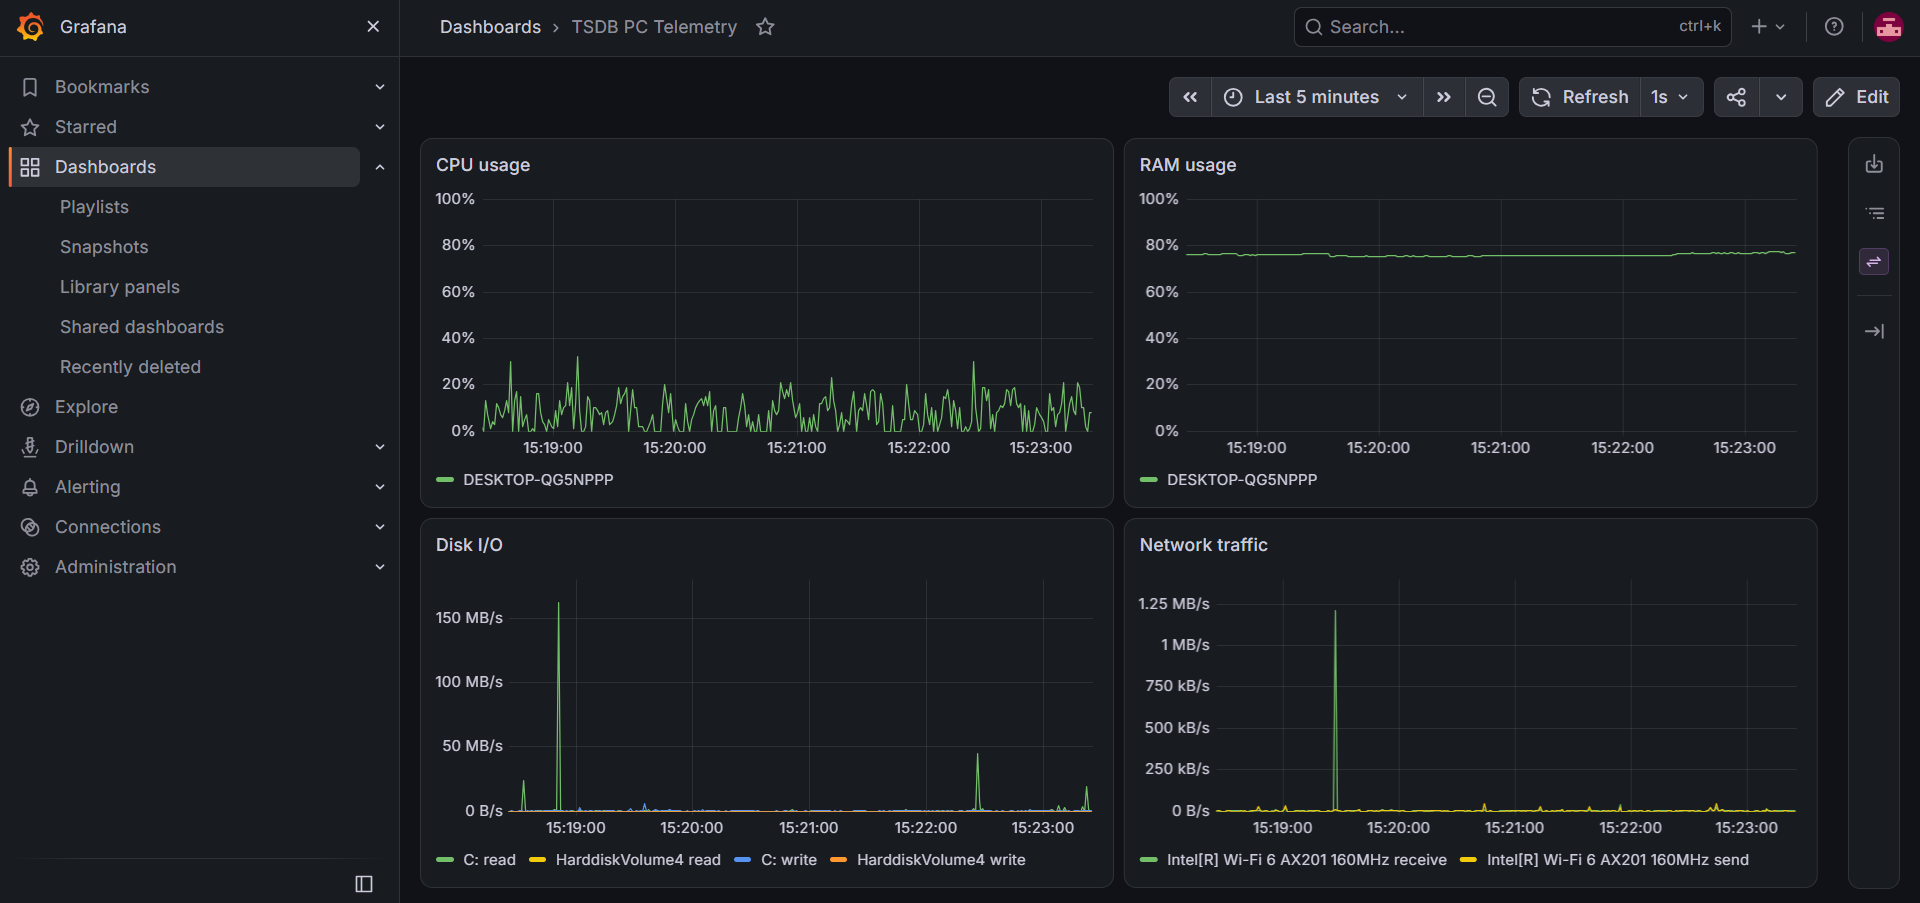 Grafana
Dashboards › TSDB PC Telemetry
Search... ctrl+k
Bookmarks
Starred
Dashboards
Playlists
Snapshots
Library panels
Shared dashboards
Recently deleted
Explore
Drilldown
Alerting
Connections
Administration
Last 5 minutes
Refresh 1s
Edit
CPU usage
100%
80%
60%
40%
20%
0%
15:19:00 15:20:00 15:21:00 15:22:00 15:23:00
DESKTOP-QG5NPPP
RAM usage
100%
80%
60%
40%
20%
0%
15:19:00 15:20:00 15:21:00 15:22:00 15:23:00
DESKTOP-QG5NPPP
Disk I/O
150 MB/s
100 MB/s
50 MB/s
0 B/s
15:19:00 15:20:00 15:21:00 15:22:00 15:23:00
C: read HarddiskVolume4 read C: write HarddiskVolume4 write
Network traffic
1.25 MB/s
1 MB/s
750 kB/s
500 kB/s
250 kB/s
0 B/s
15:19:00 15:20:00 15:21:00 15:22:00 15:23:00
Intel[R] Wi-Fi 6 AX201 160MHz receive Intel[R] Wi-Fi 6 AX201 160MHz send